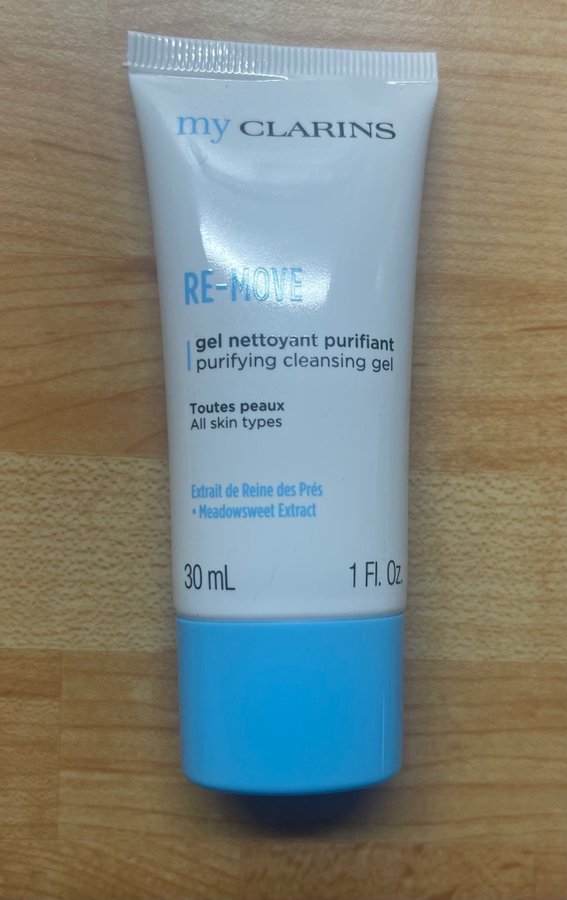 my CLARINS
RE-MOVE
gel nettoyant purifiant
purifying cleansing gel
Toutes peaux
All skin types
Extrait de Reine des Prés
• Meadowsweet Extract
30 mL 1 Fl. Oz.